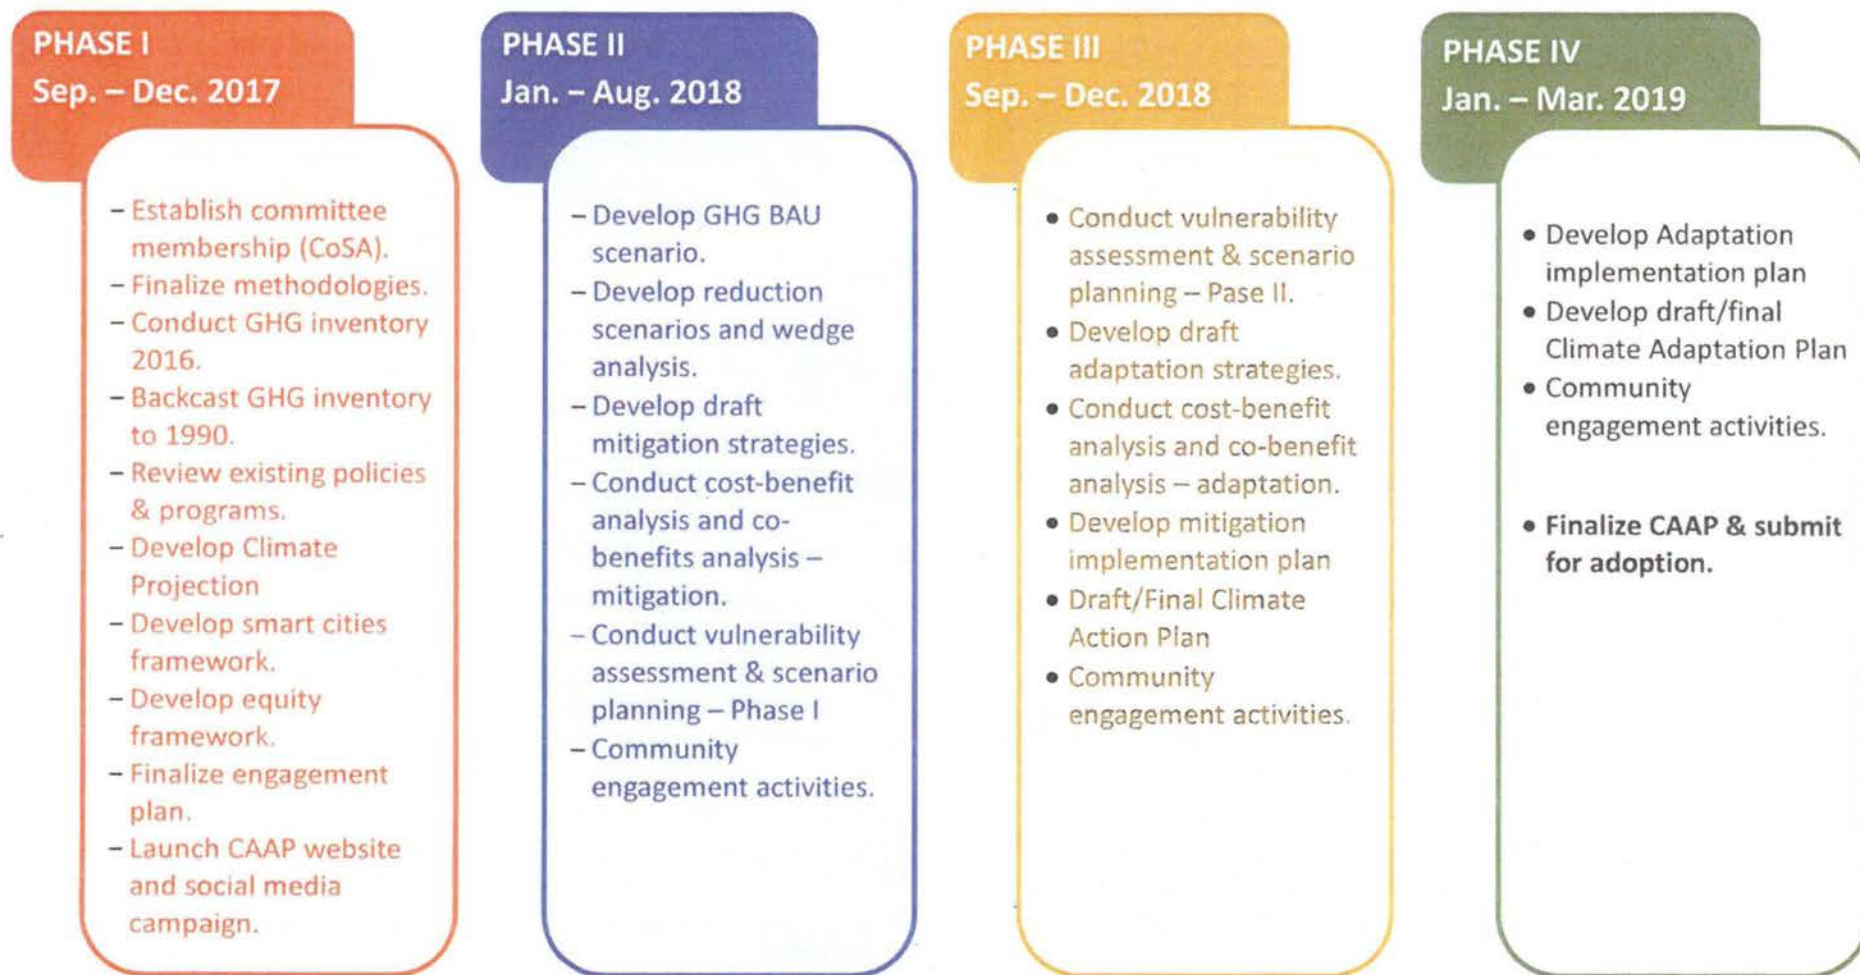 PHASE I
Sep. – Dec. 2017
– Establish committee
membership (CoSA).
– Finalize methodologies.
– Conduct GHG inventory
2016.
– Backcast GHG inventory
to 1990.
– Review existing policies
& programs.
– Develop Climate
Projection
– Develop smart cities
framework.
– Develop equity
framework.
– Finalize engagement
plan.
– Launch CAAP website
and social media
campaign.
PHASE II
Jan. – Aug. 2018
– Develop GHG BAU
scenario.
– Develop reduction
scenarios and wedge
analysis.
– Develop draft
mitigation strategies.
– Conduct cost-benefit
analysis and co-
benefits analysis –
mitigation.
– Conduct vulnerability
assessment & scenario
planning – Phase I
– Community
engagement activities.
PHASE III
Sep. – Dec. 2018
• Conduct vulnerability
assessment & scenario
planning – Pase II.
• Develop draft
adaptation strategies.
• Conduct cost-benefit
analysis and co-benefit
analysis – adaptation.
• Develop mitigation
implementation plan
• Draft/Final Climate
Action Plan
• Community
engagement activities.
PHASE IV
Jan. – Mar. 2019
• Develop Adaptation
implementation plan
• Develop draft/final
Climate Adaptation Plan
• Community
engagement activities.
• Finalize CAAP & submit
for adoption.